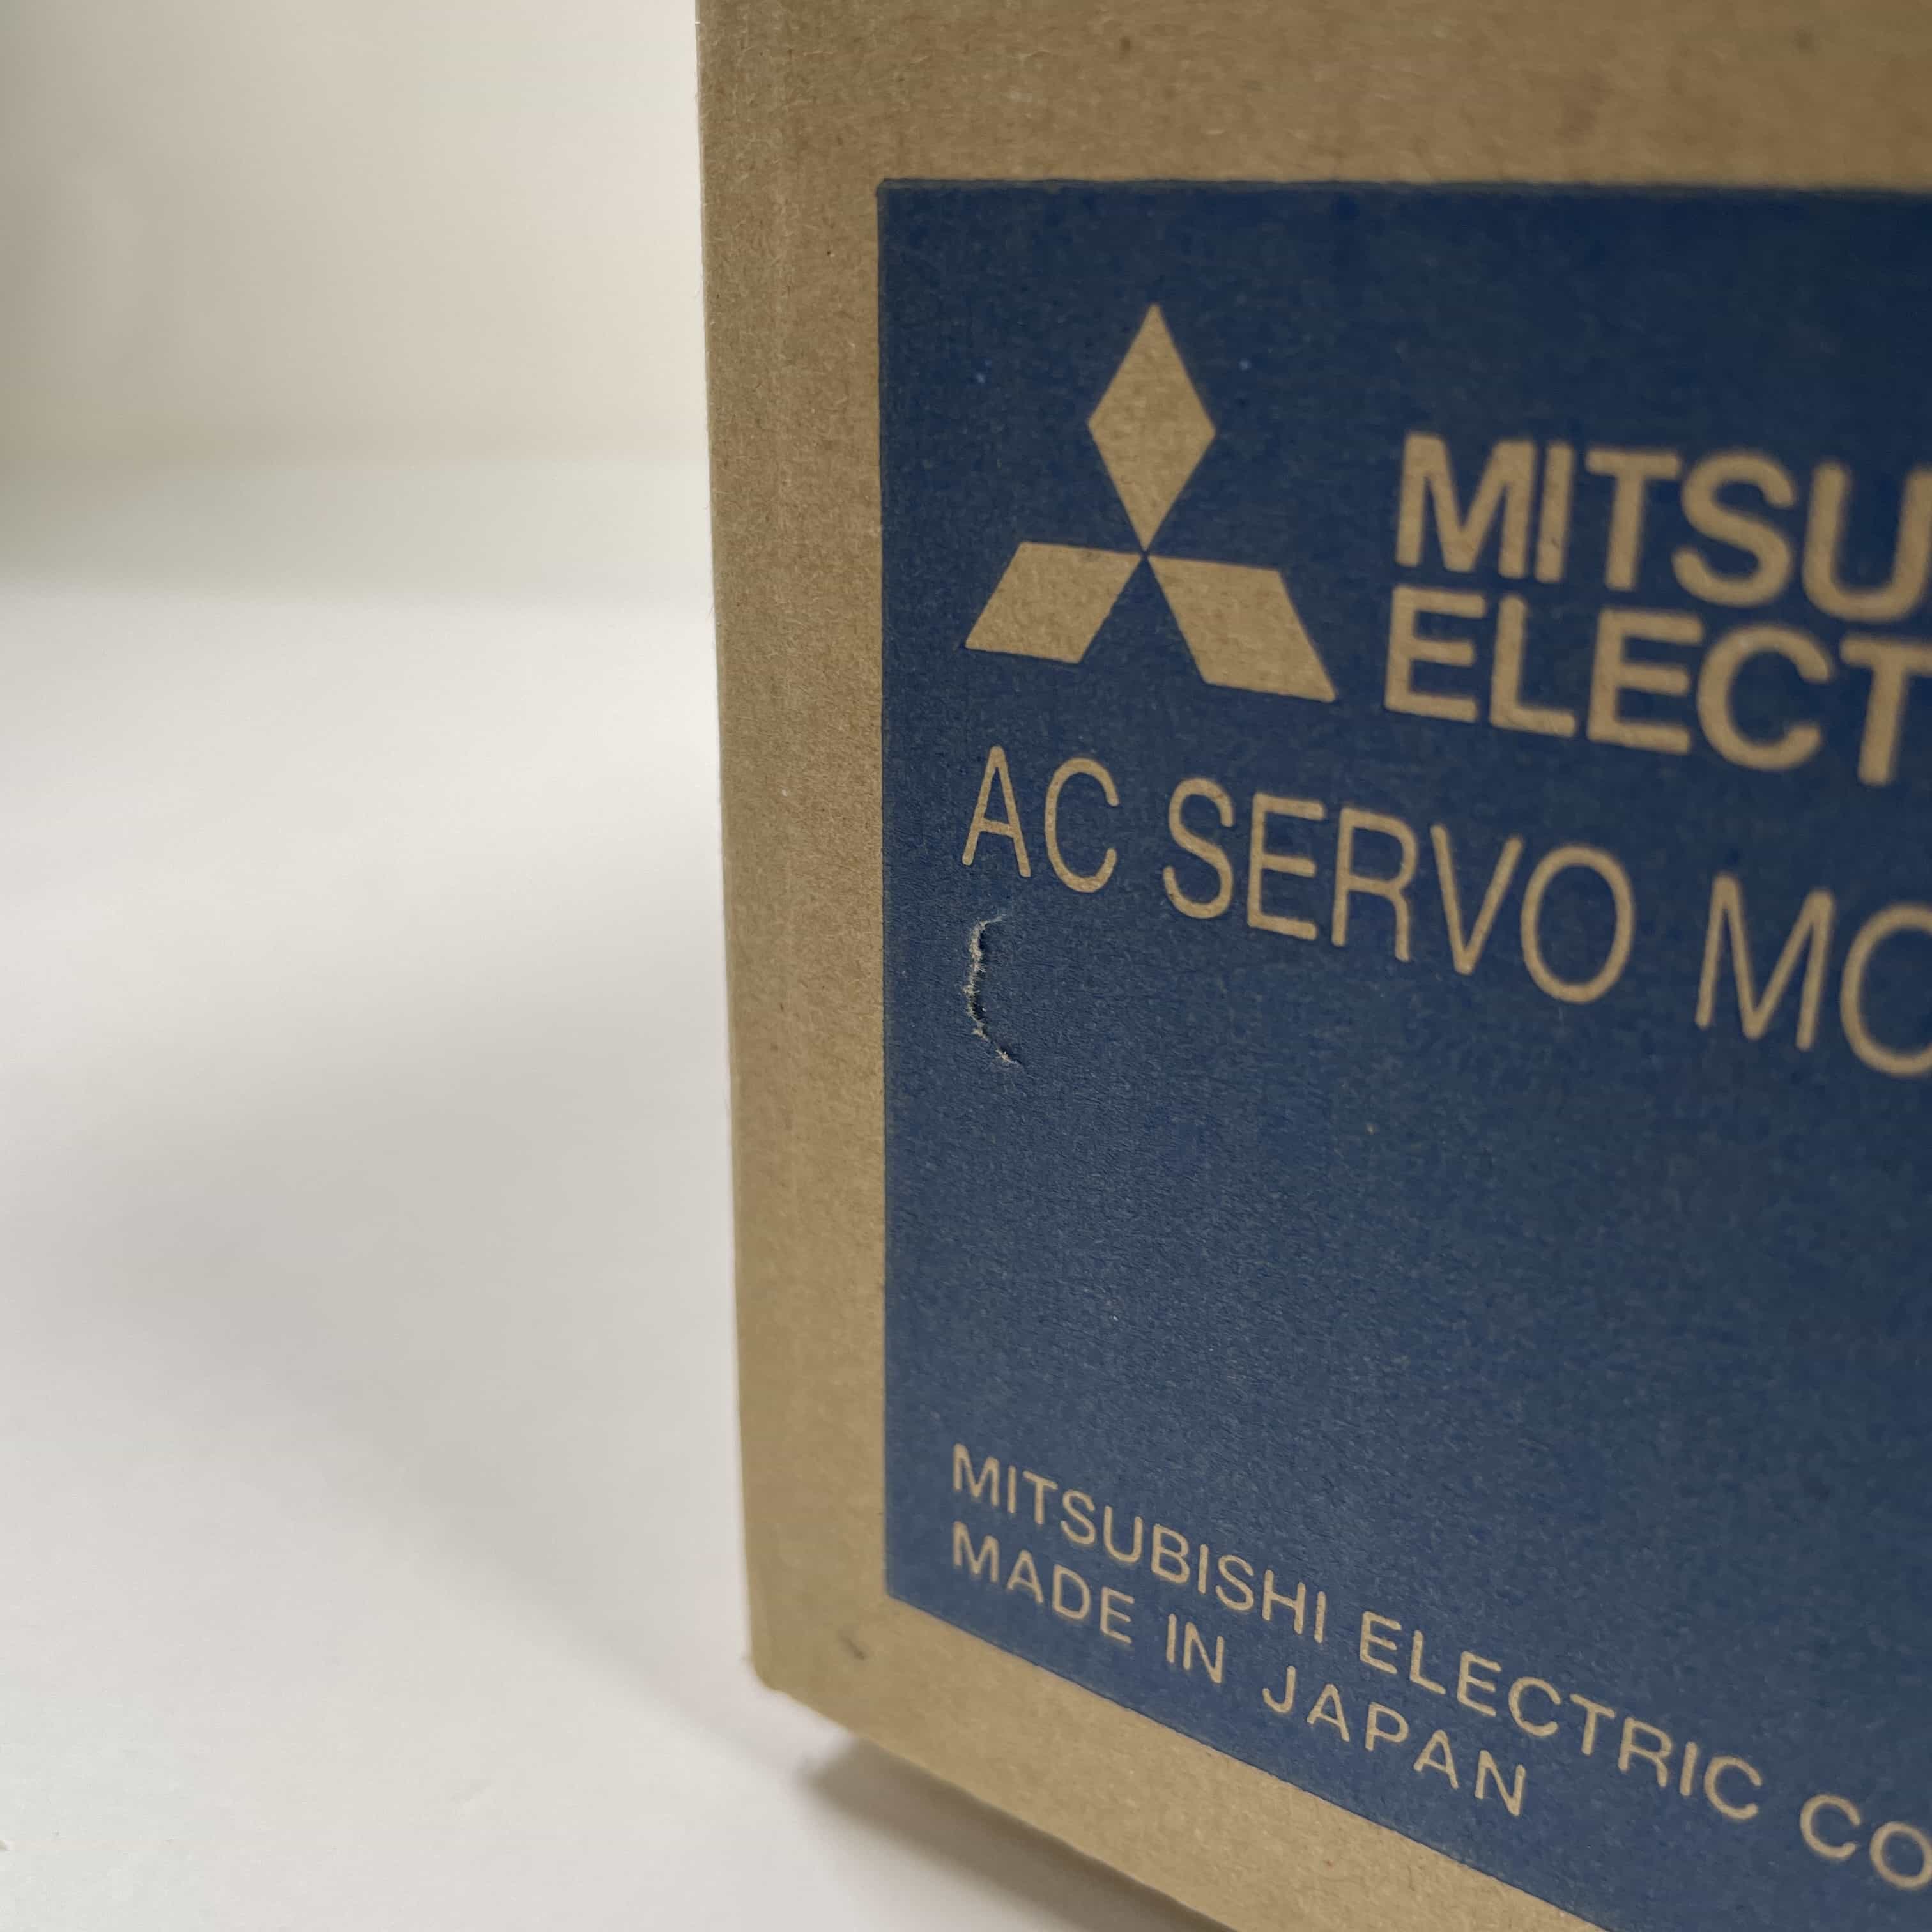 MITSU
ELECT
AC SERVO MO
MITSUBISHI ELECTRIC CO
MADE IN JAPAN